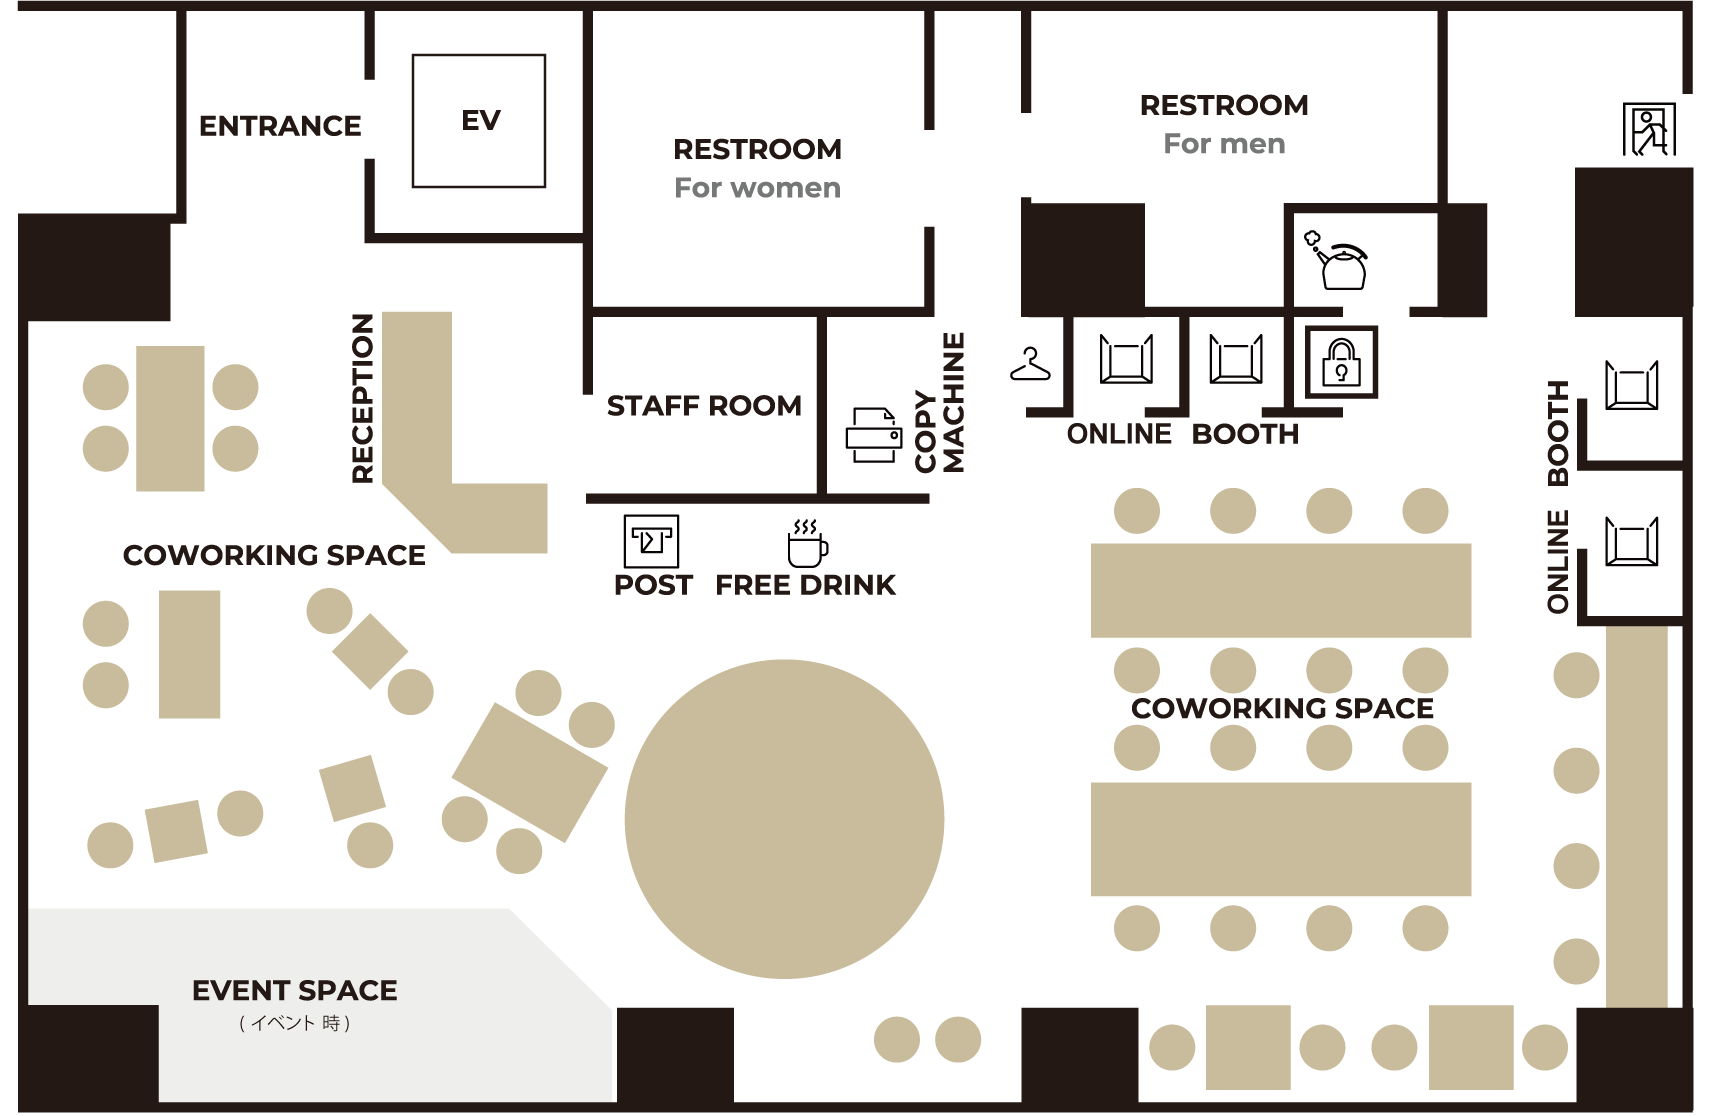 ENTRANCE
EV
RESTROOM
For women
RESTROOM
For men
RECEPTION
STAFF ROOM
COPY
MACHINE
ONLINE BOOTH
ONLINE BOOTH
COWORKING SPACE
POST
FREE DRINK
COWORKING SPACE
EVENT SPACE
( イベント 時 )